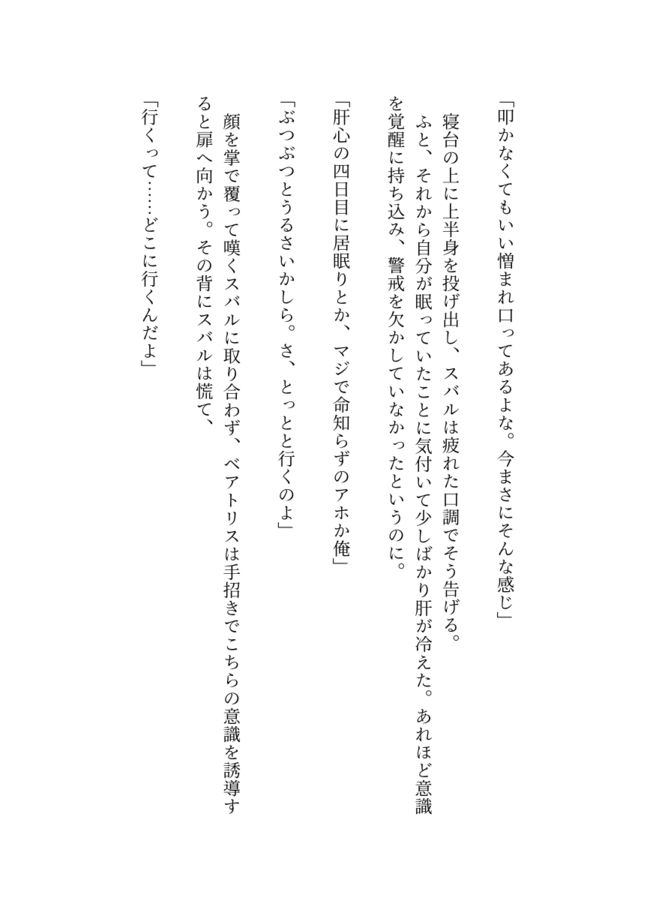 「叩かなくてもいい憎まれ口ってあるよな。今まさにそんな感じ」
寝台の上に上半身を投げ出し、スバルは疲れた口調でそう告げる。
ふと、それから自分が眠っていたことに気付いて少しばかり肝が冷えた。あれほど意識
を覚醒に持ち込み、警戒を欠かしていなかったというのに。
「肝心の四日目に居眠りとか、マジで命知らずのアホか俺」
「ぶつぶつとうるさいかしら。さ、とっとと行くのよ」
顔を掌で覆って嘆くスバルに取り合わず、ベアトリスは手招きでこちらの意識を誘導す
ると扉へ向かう。その背にスバルは慌て、
「行くって……どこに行くんだよ」